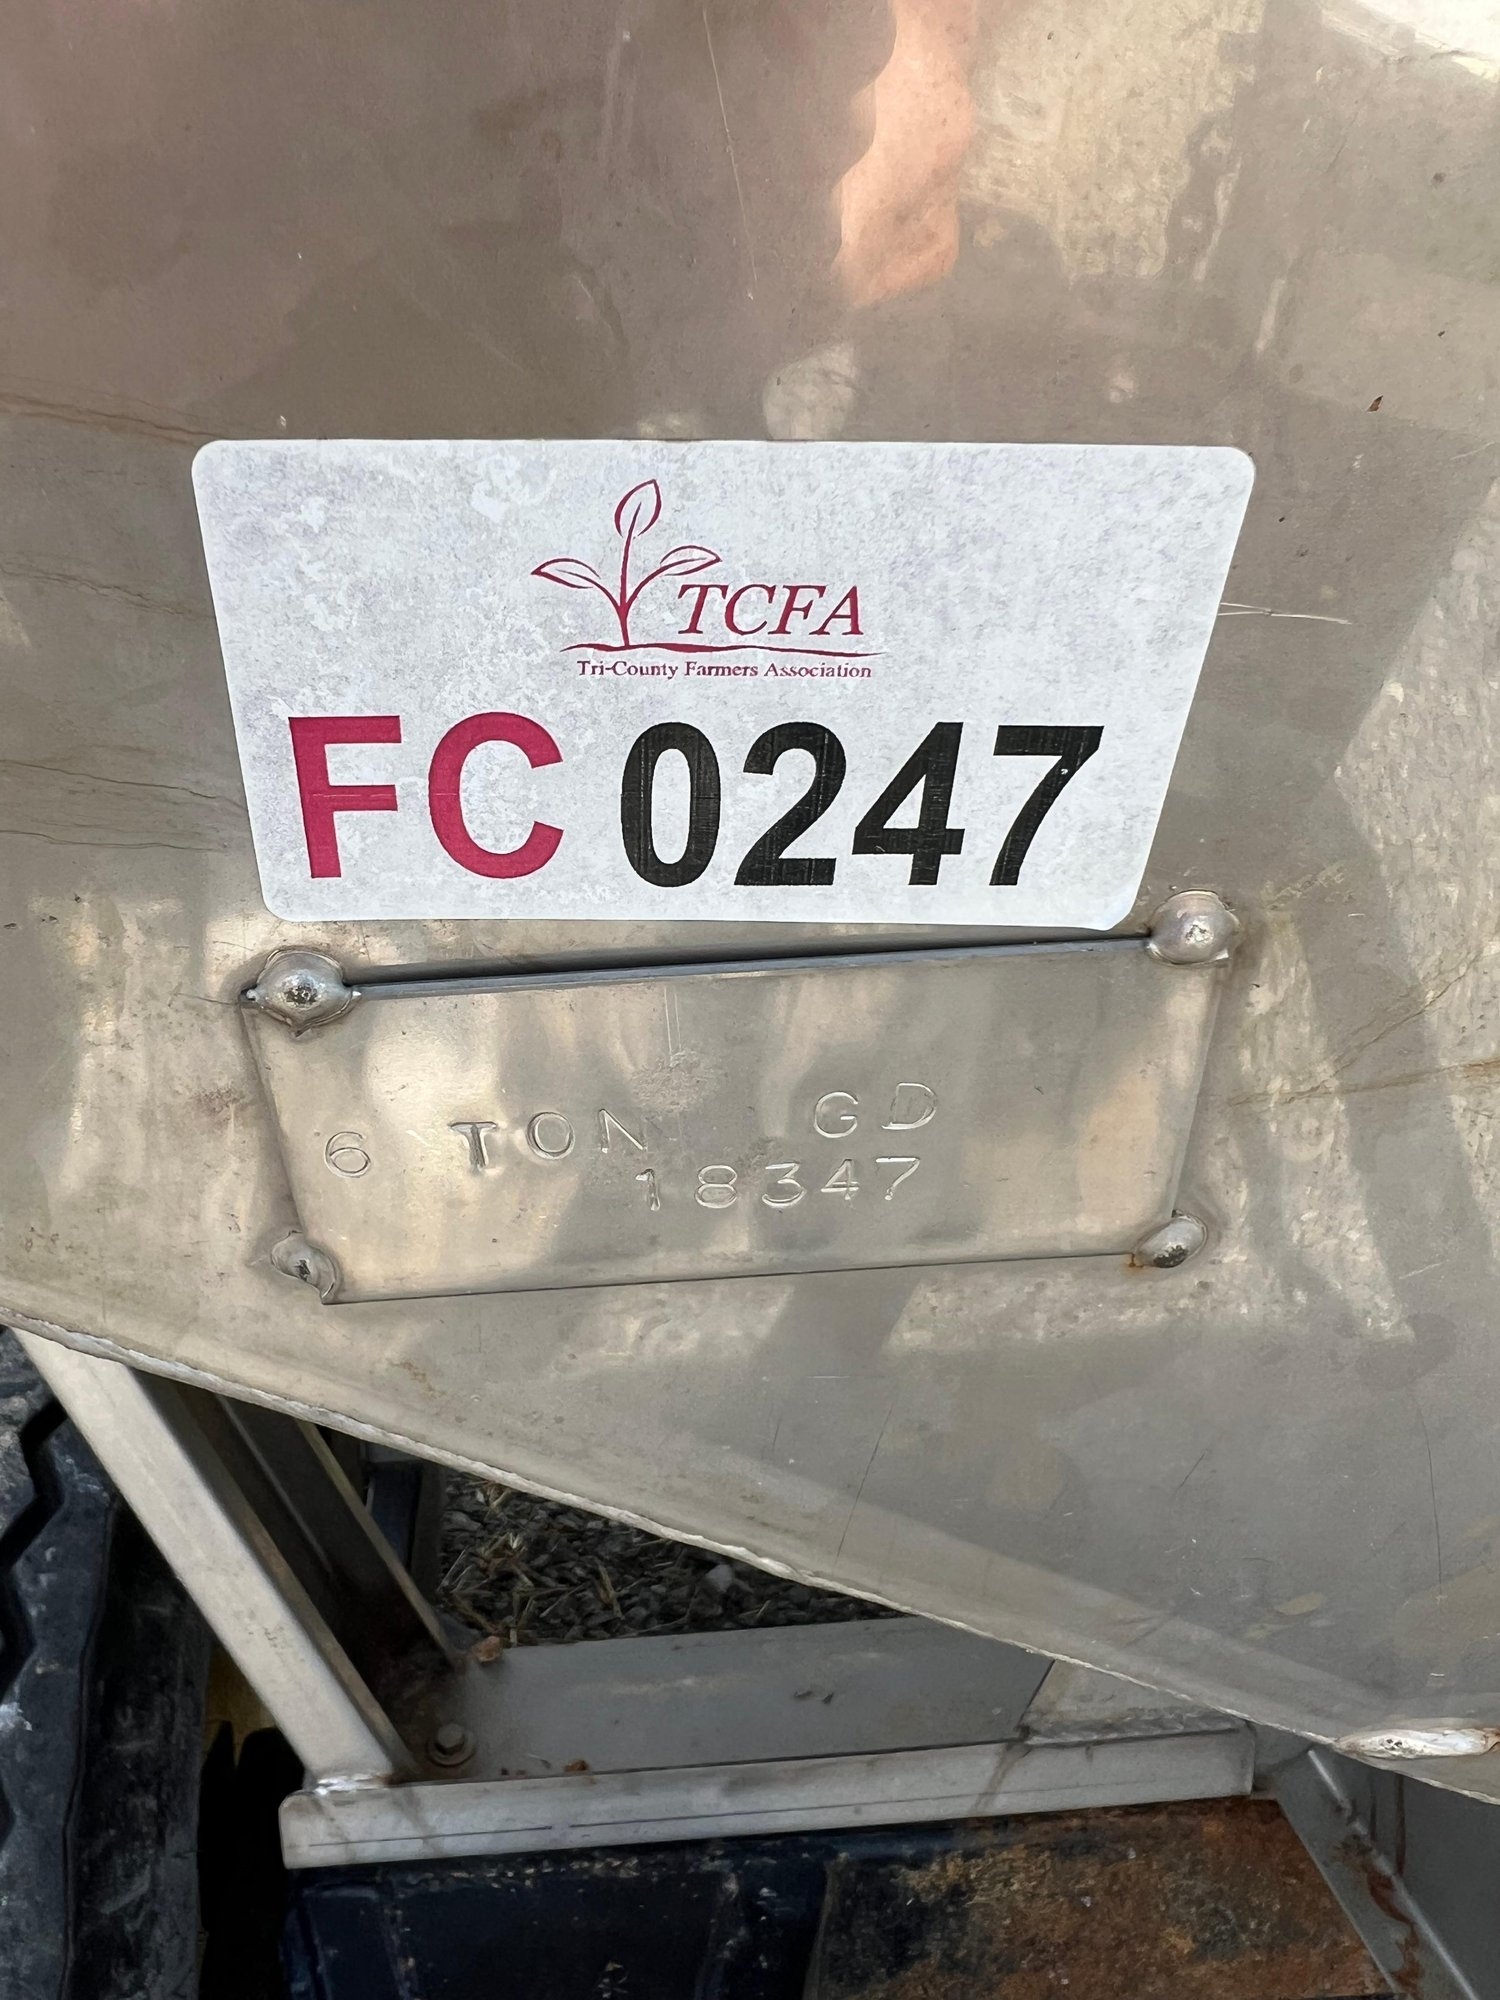 TCFA
Tri-County Farmers Association
FC 0247
6 TON GD
18347